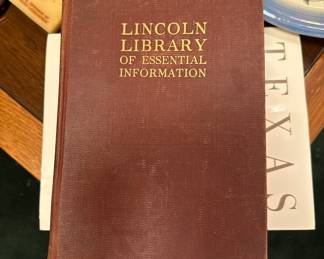 LINCOLN
LIBRARY
OF ESSENTIAL
INFORMATION
TEXAS